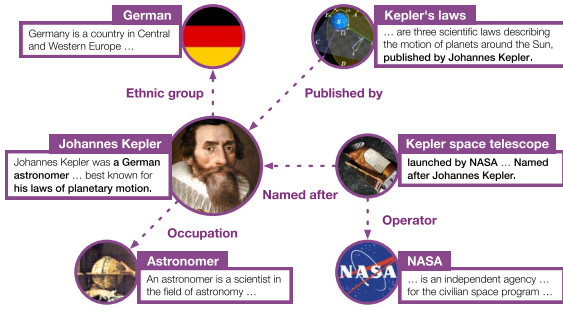 German
Germany is a country in Central
and Western Europe …
Kepler's laws
… are three scientific laws describing
the motion of planets around the Sun,
published by Johannes Kepler.
Ethnic group
Published by
Johannes Kepler
Johannes Kepler was a German
astronomer … best known for
his laws of planetary motion.
Kepler space telescope
launched by NASA … Named
after Johannes Kepler.
Named after
Occupation
Operator
Astronomer
An astronomer is a scientist in
the field of astronomy …
NASA
NASA
… is an independent agency …
for the civilian space program …